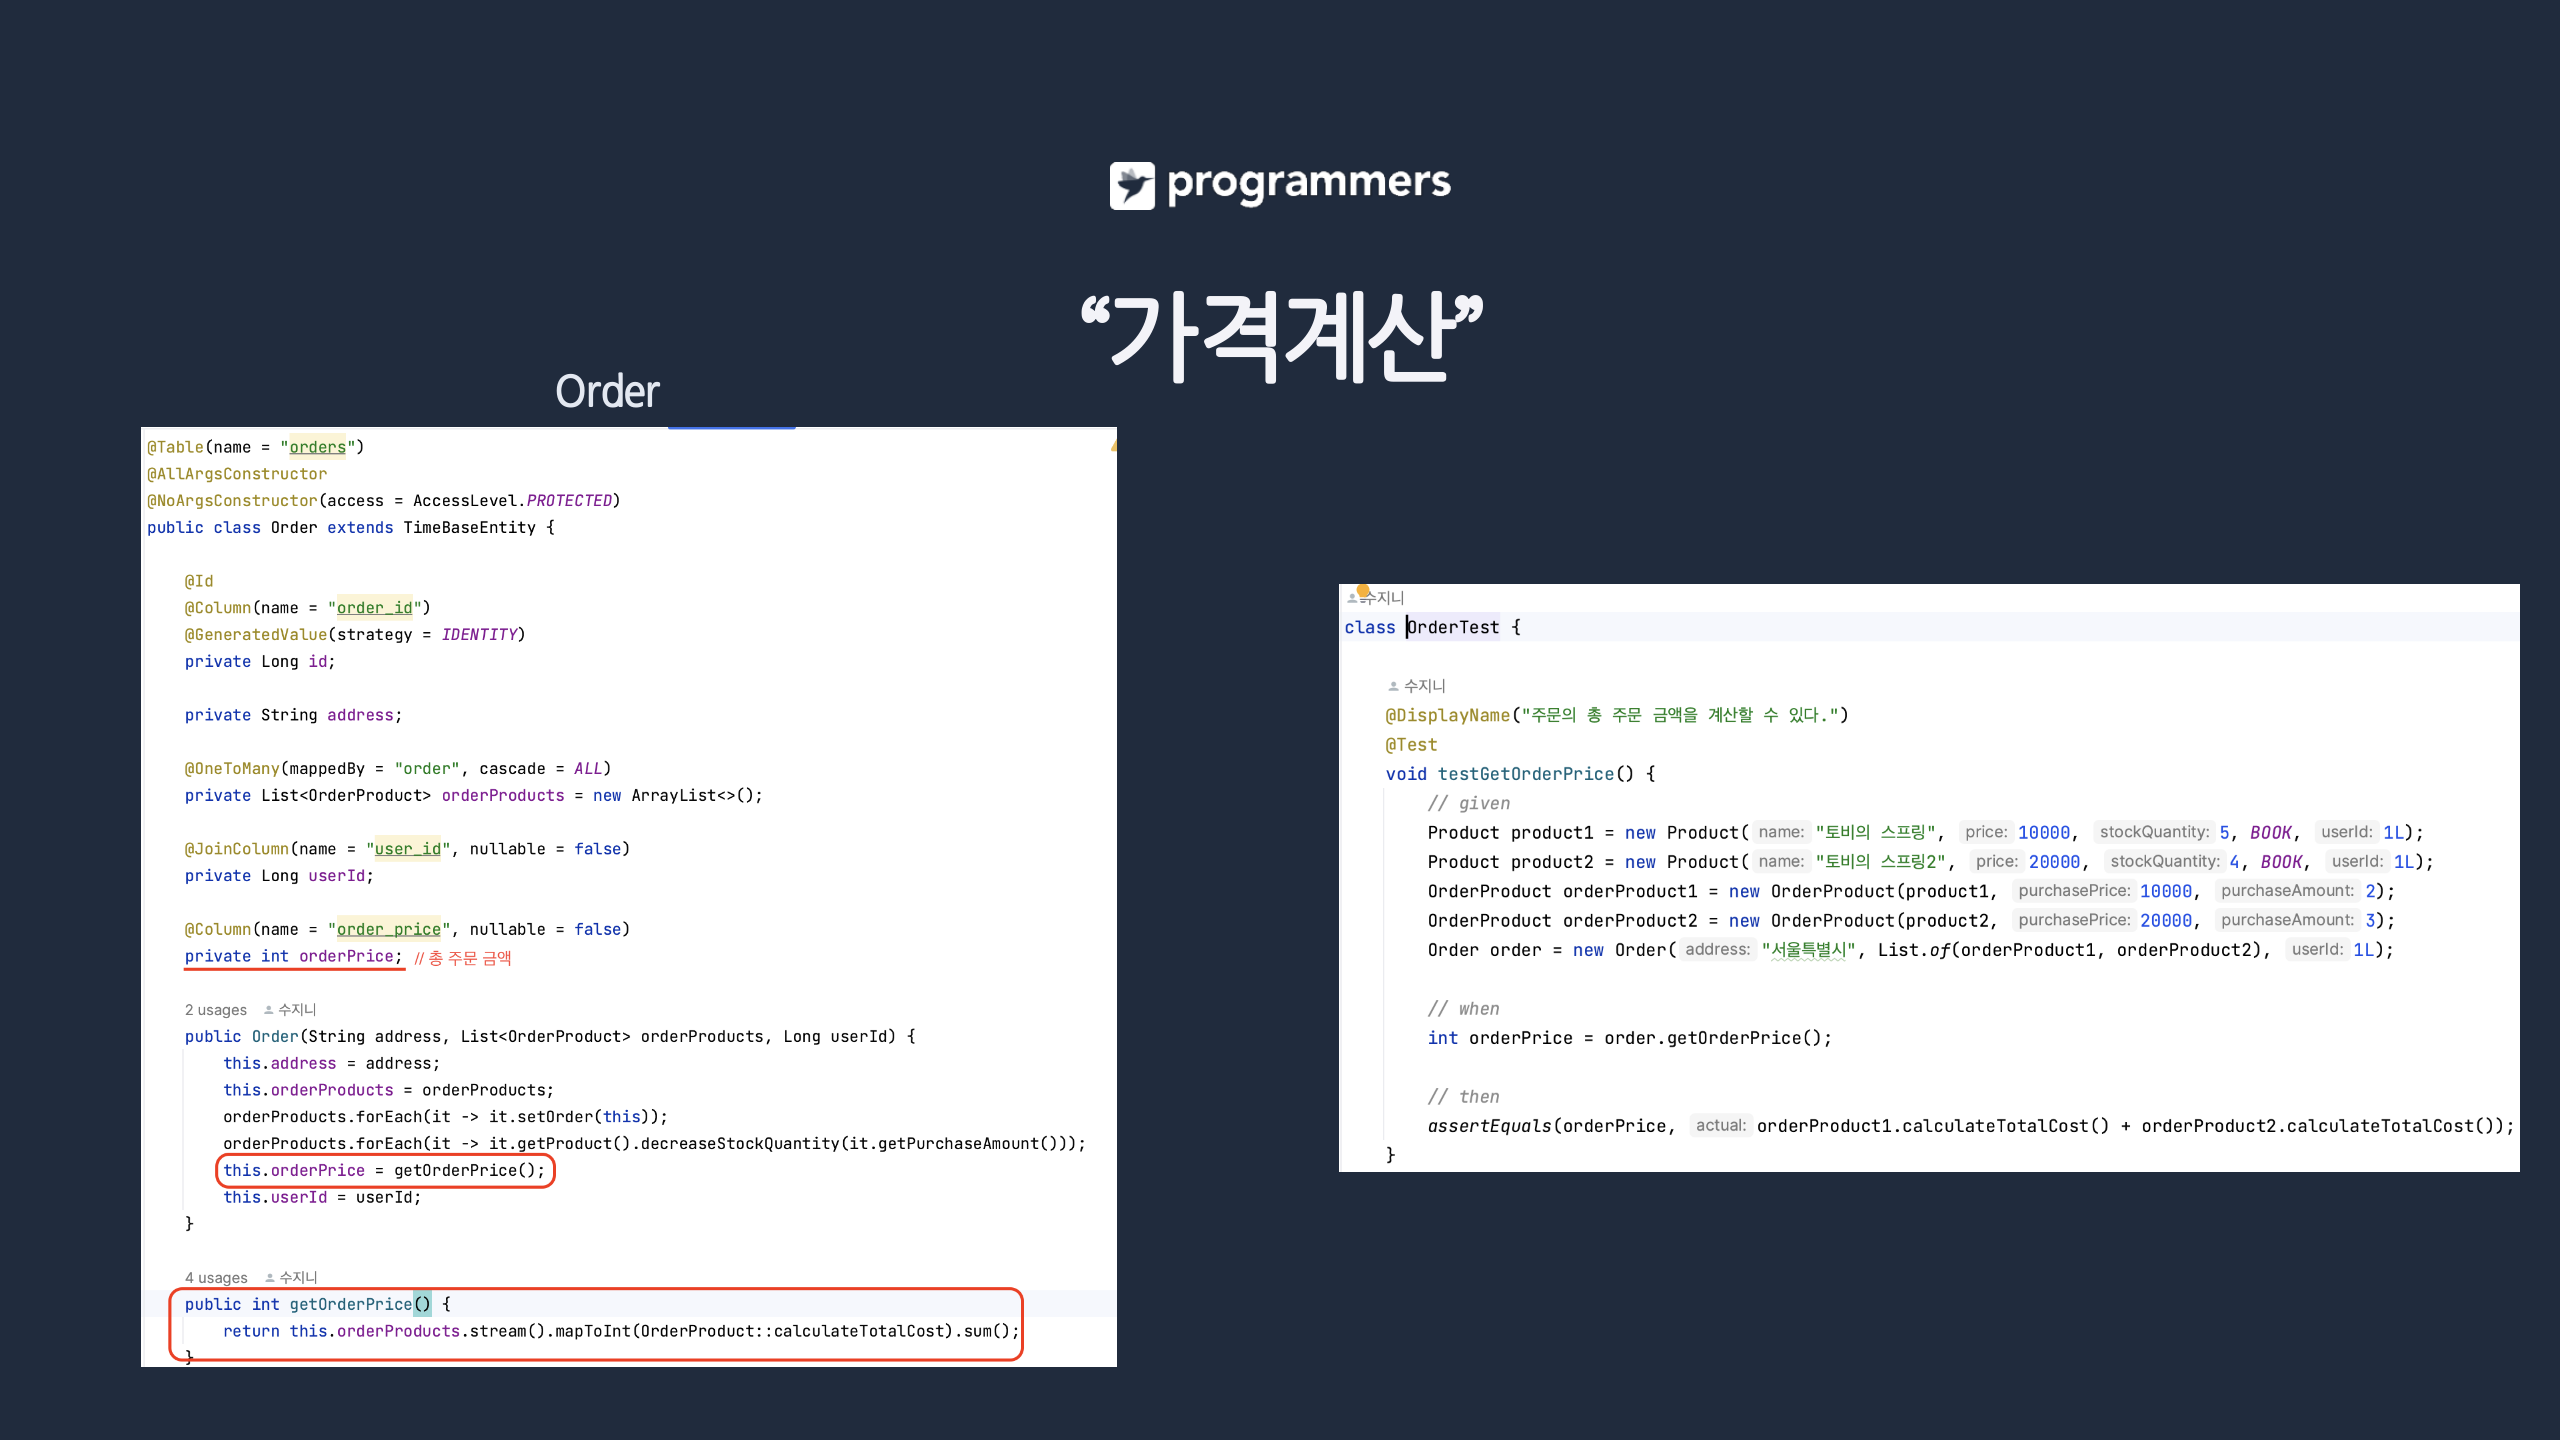 programmers
“가격계산”
Order
@Table(name = "orders")
@AllArgsConstructor
@NoArgsConstructor(access = AccessLevel.PROTECTED)
public class Order extends TimeBaseEntity {
@Id
@Column(name = "order_id")
@GeneratedValue(strategy = IDENTITY)
private Long id;
private String address;
@OneToMany(mappedBy = "order", cascade = ALL)
private List<OrderProduct> orderProducts = new ArrayList<>();
@JoinColumn(name = "user_id", nullable = false)
private Long userId;
@Column(name = "order_price", nullable = false)
private int orderPrice; // 총 주문 금액
2 usages 수지니
public Order(String address, List<OrderProduct> orderProducts, Long userId) {
this.address = address;
this.orderProducts = orderProducts;
orderProducts.forEach(it -> it.setOrder(this));
orderProducts.forEach(it -> it.getProduct().decreaseStockQuantity(it.getPurchaseAmount()));
this.orderPrice = getOrderPrice();
this.userId = userId;
}
4 usages 수지니
public int getOrderPrice() {
return this.orderProducts.stream().mapToInt(OrderProduct::calculateTotalCost).sum();
}
수지니
class OrderTest {
수지니
@DisplayName("주문의 총 주문 금액을 계산할 수 있다.")
@Test
void testGetOrderPrice() {
// given
Product product1 = new Product( name: "토비의 스프링", price: 10000, stockQuantity: 5, BOOK, userId: 1L);
Product product2 = new Product( name: "토비의 스프링2", price: 20000, stockQuantity: 4, BOOK, userId: 1L);
OrderProduct orderProduct1 = new OrderProduct(product1, purchasePrice: 10000, purchaseAmount: 2);
OrderProduct orderProduct2 = new OrderProduct(product2, purchasePrice: 20000, purchaseAmount: 3);
Order order = new Order( address: "서울특별시", List.of(orderProduct1, orderProduct2), userId: 1L);
// when
int orderPrice = order.getOrderPrice();
// then
assertEquals(orderPrice, actual: orderProduct1.calculateTotalCost() + orderProduct2.calculateTotalCost());
}